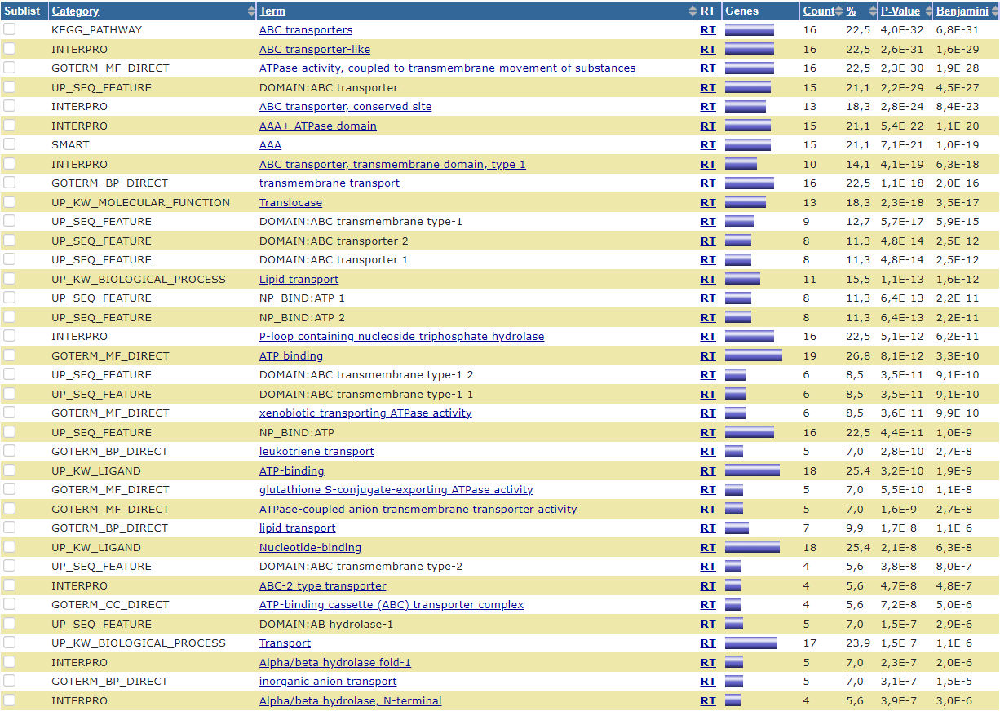 Sublist Category Term RT Genes Count % P-Value Benjamini
KEGG_PATHWAY ABC transporters RT 16 22,5 4,0E-32 6,8E-31
INTERPRO ABC transporter-like RT 16 22,5 2,6E-31 1,6E-29
GOTERM_MF_DIRECT ATPase activity, coupled to transmembrane movement of substances RT 16 22,5 2,3E-30 1,9E-28
UP_SEQ_FEATURE DOMAIN:ABC transporter RT 15 21,1 2,2E-29 4,5E-27
INTERPRO ABC transporter, conserved site RT 13 18,3 2,8E-24 8,4E-23
INTERPRO AAA+ ATPase domain RT 15 21,1 5,4E-22 1,1E-20
SMART AAA RT 15 21,1 7,1E-21 1,0E-19
INTERPRO ABC transporter, transmembrane domain, type 1 RT 10 14,1 4,1E-19 6,3E-18
GOTERM_BP_DIRECT transmembrane transport RT 16 22,5 1,1E-18 2,0E-16
UP_KW_MOLECULAR_FUNCTION Translocase RT 13 18,3 2,3E-18 3,5E-17
UP_SEQ_FEATURE DOMAIN:ABC transmembrane type-1 RT 9 12,7 5,7E-17 5,9E-15
UP_SEQ_FEATURE DOMAIN:ABC transporter 2 RT 8 11,3 4,8E-14 2,5E-12
UP_SEQ_FEATURE DOMAIN:ABC transporter 1 RT 8 11,3 4,8E-14 2,5E-12
UP_KW_BIOLOGICAL_PROCESS Lipid transport RT 11 15,5 1,1E-13 1,6E-12
UP_SEQ_FEATURE NP_BIND:ATP 1 RT 8 11,3 6,4E-13 2,2E-11
UP_SEQ_FEATURE NP_BIND:ATP 2 RT 8 11,3 6,4E-13 2,2E-11
INTERPRO P-loop containing nucleoside triphosphate hydrolase RT 16 22,5 5,1E-12 6,2E-11
GOTERM_MF_DIRECT ATP binding RT 19 26,8 8,1E-12 3,3E-10
UP_SEQ_FEATURE DOMAIN:ABC transmembrane type-1 2 RT 6 8,5 3,5E-11 9,1E-10
UP_SEQ_FEATURE DOMAIN:ABC transmembrane type-1 1 RT 6 8,5 3,5E-11 9,1E-10
GOTERM_MF_DIRECT xenobiotic-transporting ATPase activity RT 6 8,5 3,6E-11 9,9E-10
UP_SEQ_FEATURE NP_BIND:ATP RT 16 22,5 4,4E-11 1,0E-9
GOTERM_BP_DIRECT leukotriene transport RT 5 7,0 2,8E-10 2,7E-8
UP_KW_LIGAND ATP-binding RT 18 25,4 3,2E-10 1,9E-9
GOTERM_MF_DIRECT glutathione S-conjugate-exporting ATPase activity RT 5 7,0 5,5E-10 1,1E-8
GOTERM_MF_DIRECT ATPase-coupled anion transmembrane transporter activity RT 5 7,0 1,6E-9 2,7E-8
GOTERM_BP_DIRECT lipid transport RT 7 9,9 1,7E-8 1,1E-6
UP_KW_LIGAND Nucleotide-binding RT 18 25,4 2,1E-8 6,3E-8
UP_SEQ_FEATURE DOMAIN:ABC transmembrane type-2 RT 4 5,6 3,8E-8 8,0E-7
INTERPRO ABC-2 type transporter RT 4 5,6 4,7E-8 4,8E-7
GOTERM_CC_DIRECT ATP-binding cassette (ABC) transporter complex RT 4 5,6 7,2E-8 5,0E-6
UP_SEQ_FEATURE DOMAIN:AB hydrolase-1 RT 5 7,0 1,5E-7 2,9E-6
UP_KW_BIOLOGICAL_PROCESS Transport RT 17 23,9 1,5E-7 1,1E-6
INTERPRO Alpha/beta hydrolase fold-1 RT 5 7,0 2,3E-7 2,0E-6
GOTERM_BP_DIRECT inorganic anion transport RT 5 7,0 3,1E-7 1,5E-5
INTERPRO Alpha/beta hydrolase, N-terminal RT 4 5,6 3,9E-7 3,0E-6